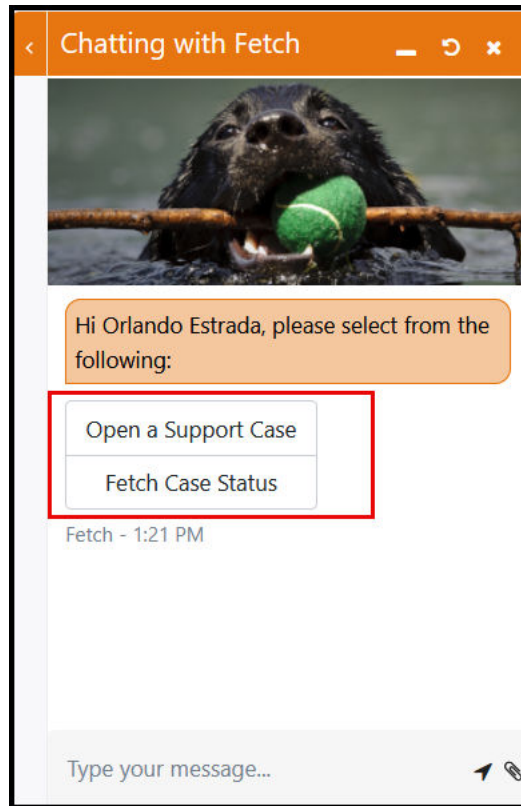 Chatting with Fetch
Hi Orlando Estrada, please select from the
following:
Open a Support Case
Fetch Case Status
Fetch - 1:21 PM
Type your message...